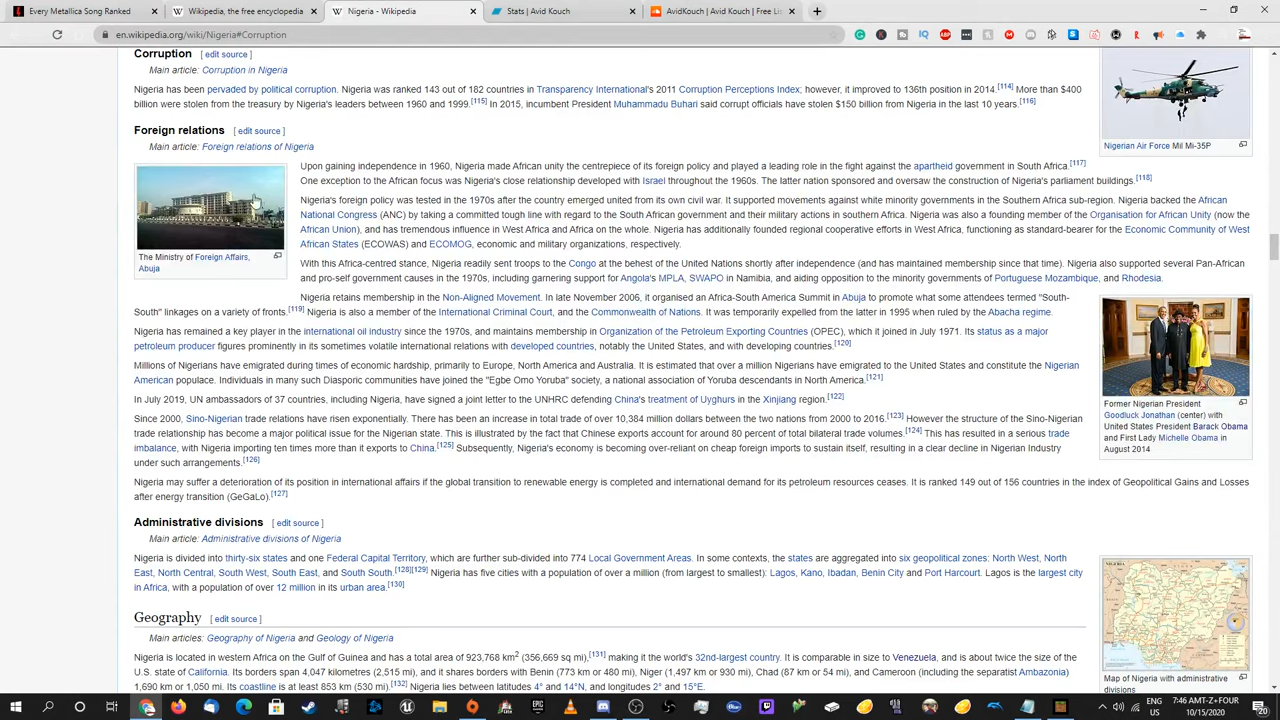 Every Metallica Song Ranked
Wikipedia, the free encyclopedia
Nigeria - Wikipedia
Stats | Avid Kouch
AvidKouch | Avid Kouch | Free Lis
en.wikipedia.org/wiki/Nigeria#Corruption
Corruption [ edit source ]
Main article: Corruption in Nigeria
Nigeria has been pervaded by political corruption. Nigeria was ranked 143 out of 182 countries in Transparency International's 2011 Corruption Perceptions Index; however, it improved to 136th position in 2014.[114] More than $400
billion were stolen from the treasury by Nigeria's leaders between 1960 and 1999.[115] In 2015, incumbent President Muhammadu Buhari said corrupt officials have stolen $150 billion from Nigeria in the last 10 years.[116]
Nigerian Air Force Mil Mi-35P
Foreign relations [ edit source ]
Main article: Foreign relations of Nigeria
Upon gaining independence in 1960, Nigeria made African unity the centrepiece of its foreign policy and played a leading role in the fight against the apartheid government in South Africa.[117]
One exception to the African focus was Nigeria's close relationship developed with Israel throughout the 1960s. The latter nation sponsored and oversaw the construction of Nigeria's parliament buildings.[118]
Nigeria's foreign policy was tested in the 1970s after the country emerged united from its own civil war. It supported movements against white minority governments in the Southern Africa sub-region. Nigeria backed the African
National Congress (ANC) by taking a committed tough line with regard to the South African government and their military actions in southern Africa. Nigeria was also a founding member of the Organisation for African Unity (now the
African Union), and has tremendous influence in West Africa and Africa on the whole. Nigeria has additionally founded regional cooperative efforts in West Africa, functioning as standard-bearer for the Economic Community of West
African States (ECOWAS) and ECOMOG, economic and military organizations, respectively.
The Ministry of Foreign Affairs,
Abuja
With this Africa-centred stance, Nigeria readily sent troops to the Congo at the behest of the United Nations shortly after independence (and has maintained membership since that time). Nigeria also supported several Pan-African
and pro-self government causes in the 1970s, including garnering support for Angola's MPLA, SWAPO in Namibia, and aiding opposition to the minority governments of Portuguese Mozambique, and Rhodesia.
Nigeria retains membership in the Non-Aligned Movement. In late November 2006, it organised an Africa-South America Summit in Abuja to promote what some attendees termed "South-
South" linkages on a variety of fronts.[119] Nigeria is also a member of the International Criminal Court, and the Commonwealth of Nations. It was temporarily expelled from the latter in 1995 when ruled by the Abacha regime.
Nigeria has remained a key player in the international oil industry since the 1970s, and maintains membership in Organization of the Petroleum Exporting Countries (OPEC), which it joined in July 1971. Its status as a major
petroleum producer figures prominently in its sometimes volatile international relations with developed countries, notably the United States, and with developing countries.[120]
Millions of Nigerians have emigrated during times of economic hardship, primarily to Europe, North America and Australia. It is estimated that over a million Nigerians have emigrated to the United States and constitute the Nigerian
American populace. Individuals in many such Diasporic communities have joined the "Egbe Omo Yoruba" society, a national association of Yoruba descendants in North America.[121]
In July 2019, UN ambassadors of 37 countries, including Nigeria, have signed a joint letter to the UNHRC defending China's treatment of Uyghurs in the Xinjiang region.[122]
Since 2000, Sino-Nigerian trade relations have risen exponentially. There has been an increase in total trade of over 10,384 million dollars between the two nations from 2000 to 2016.[123] However the structure of the Sino-Nigerian
trade relationship has become a major political issue for the Nigerian state. This is illustrated by the fact that Chinese exports account for around 80 percent of total bilateral trade volumes.[124] This has resulted in a serious trade
imbalance, with Nigeria importing ten times more than it exports to China.[125] Subsequently, Nigeria's economy is becoming over-reliant on cheap foreign imports to sustain itself, resulting in a clear decline in Nigerian Industry
under such arrangements.[126]
Former Nigerian President
Goodluck Jonathan (center) with
United States President Barack Obama
and First Lady Michelle Obama in
August 2014
Nigeria may suffer a deterioration of its position in international affairs if the global transition to renewable energy is completed and international demand for its petroleum resources ceases. It is ranked 149 out of 156 countries in the index of Geopolitical Gains and Losses
after energy transition (GeGaLo).[127]
Administrative divisions [ edit source ]
Main article: Administrative divisions of Nigeria
Nigeria is divided into thirty-six states and one Federal Capital Territory, which are further sub-divided into 774 Local Government Areas. In some contexts, the states are aggregated into six geopolitical zones: North West, North
East, North Central, South West, South East, and South South.[128][129] Nigeria has five cities with a population of over a million (from largest to smallest): Lagos, Kano, Ibadan, Benin City and Port Harcourt. Lagos is the largest city
in Africa, with a population of over 12 million in its urban area.[130]
Geography [ edit source ]
Main articles: Geography of Nigeria and Geology of Nigeria
Nigeria is located in western Africa on the Gulf of Guinea and has a total area of 923,768 km2 (356,669 sq mi),[131] making it the world's 32nd-largest country. It is comparable in size to Venezuela, and is about twice the size of the
U.S. state of California. Its borders span 4,047 kilometres (2,515 mi), and it shares borders with Benin (773 km or 480 mi), Niger (1,497 km or 930 mi), Chad (87 km or 54 mi), and Cameroon (including the separatist Ambazonia)
1,690 km or 1,050 mi. Its coastline is at least 853 km (530 mi).[132] Nigeria lies between latitudes 4° and 14°N, and longitudes 2° and 15°E.
Map of Nigeria with administrative
divisions
ENG
US
7:46 AMT-Z+FOUR
10/15/2020
20